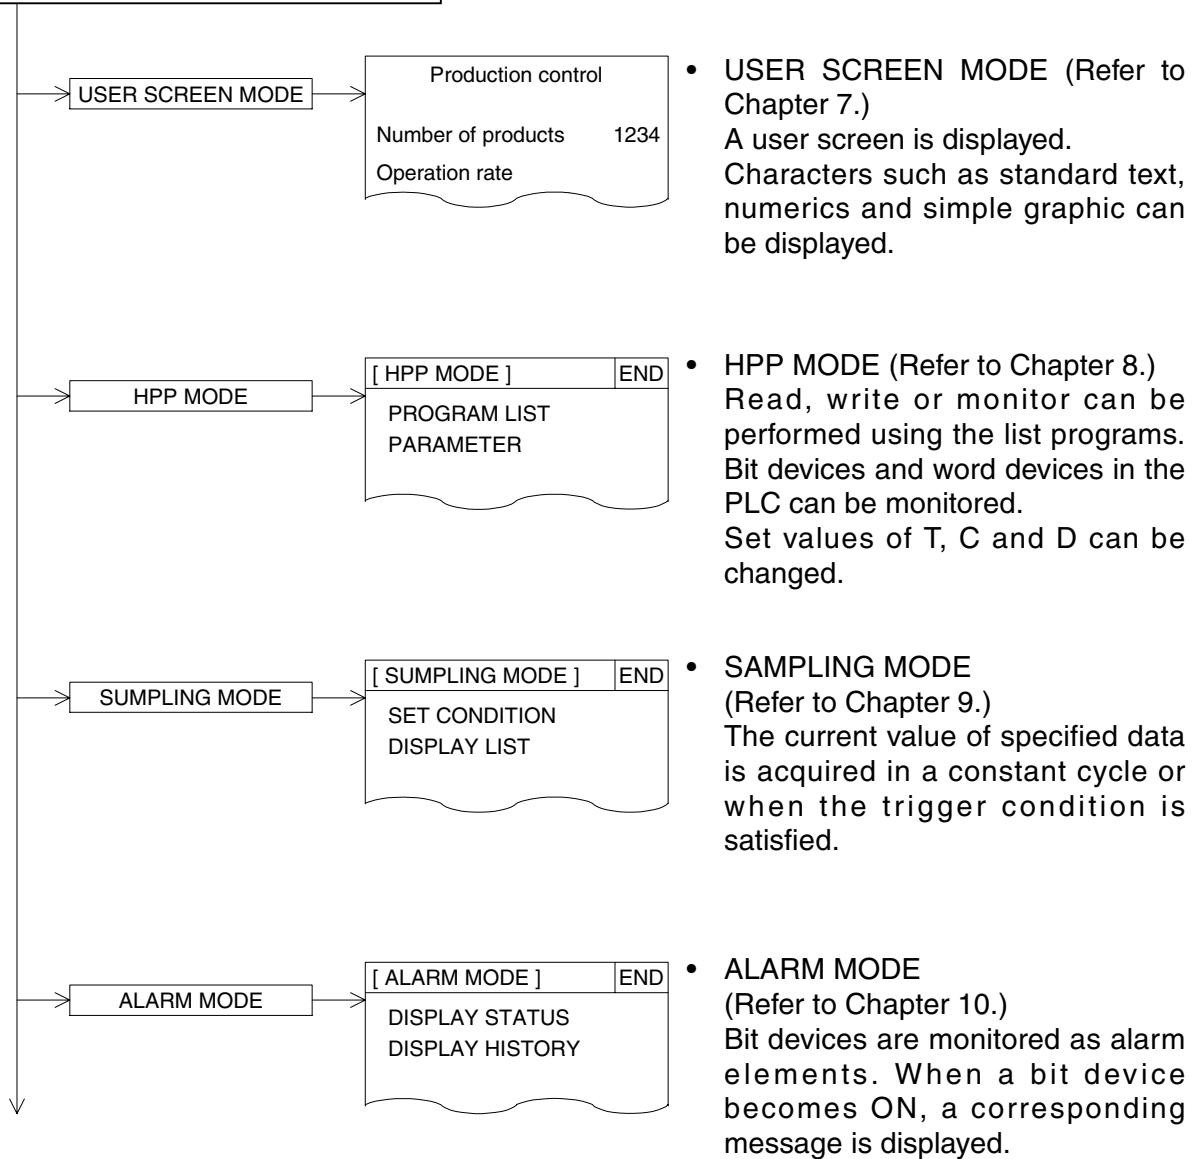 USER SCREEN MODE
Production control
Number of products 1234
Operation rate
• USER SCREEN MODE (Refer to
Chapter 7.)
A user screen is displayed.
Characters such as standard text,
numerics and simple graphic can
be displayed.
HPP MODE
[ HPP MODE ] END
PROGRAM LIST
PARAMETER
• HPP MODE (Refer to Chapter 8.)
Read, write or monitor can be
performed using the list programs.
Bit devices and word devices in the
PLC can be monitored.
Set values of T, C and D can be
changed.
SUMPLING MODE
[ SUMPLING MODE ] END
SET CONDITION
DISPLAY LIST
• SAMPLING MODE
(Refer to Chapter 9.)
The current value of specified data
is acquired in a constant cycle or
when the trigger condition is
satisfied.
ALARM MODE
[ ALARM MODE ] END
DISPLAY STATUS
DISPLAY HISTORY
• ALARM MODE
(Refer to Chapter 10.)
Bit devices are monitored as alarm
elements. When a bit device
becomes ON, a corresponding
message is displayed.